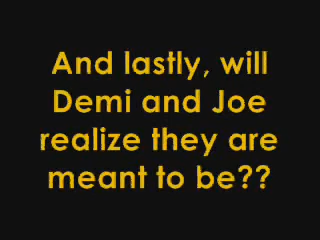 And lastly, will
Demi and Joe
realize they are
meant to be??